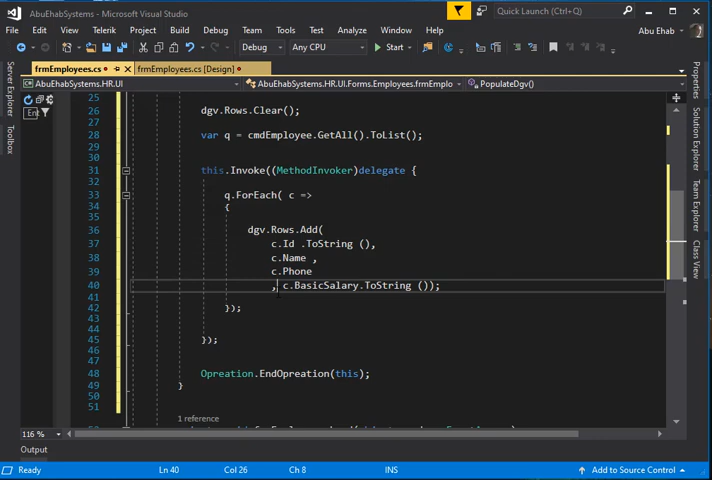 AbuEhabSystems - Microsoft Visual Studio
Quick Launch (Ctrl+Q)
File Edit View Telerik Project Build Debug Team Tools Test Analyze Window Help
Abu Ehab
Debug Any CPU Start
Server Explorer
Toolbox
frmEmployees.cs
frmEmployees.cs [Design]
AbuEhabSystems.HR.UI
AbuEhabSystems.HR.UI.Forms.Employees.frmEmplo
PopulateDgv()
Ent
25
26 dgv.Rows.Clear();
27
28 var q = cmdEmployee.GetAll().ToList();
29
30
31 this.Invoke((MethodInvoker)delegate {
32
33 q.ForEach( c =>
34 {
35
36 dgv.Rows.Add(
37 c.Id .ToString (),
38 c.Name ,
39 c.Phone
40 , c.BasicSalary.ToString ());
41
42 });
44
45 });
46
47
48 Opreation.EndOpreation(this);
49 }
50
51
1 reference
116 %
Properties
Solution Explorer
Team Explorer
Class View
Output
Ready Ln 40 Col 26 Ch 8 INS Add to Source Control